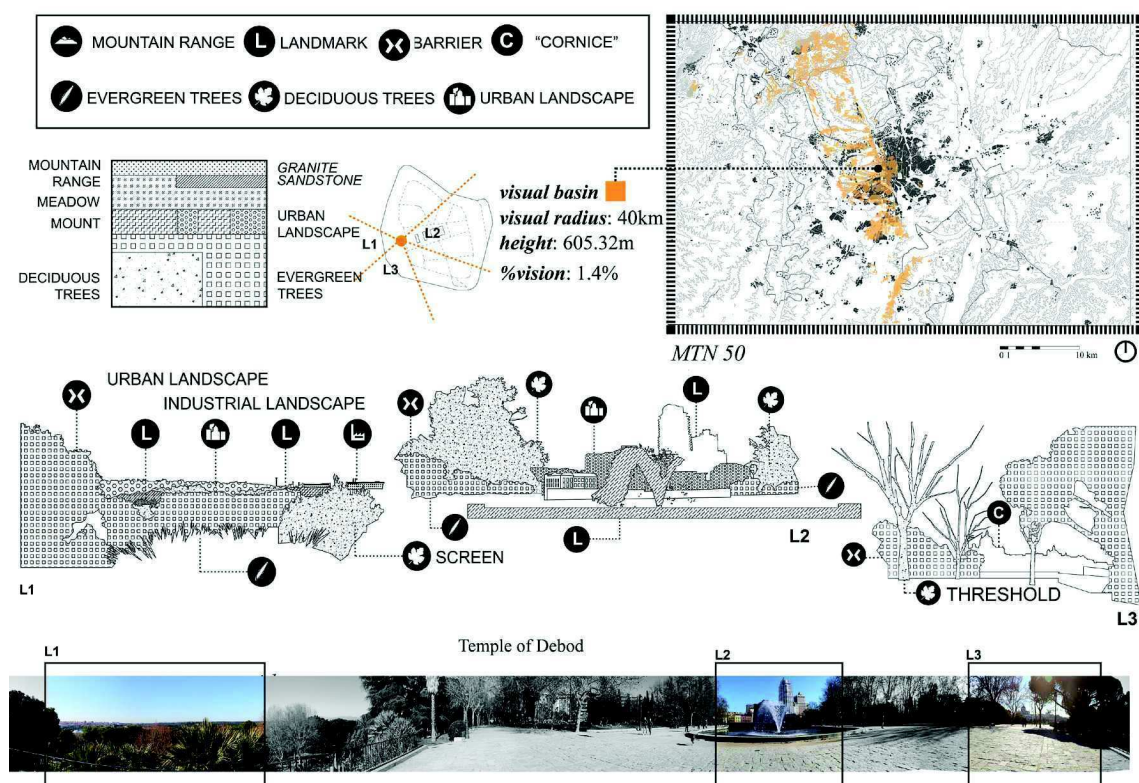 MOUNTAIN RANGE L LANDMARK BARRIER C “CORNICE”
EVERGREEN TREES DECIDUOUS TREES URBAN LANDSCAPE
MOUNTAIN
RANGE
MEADOW
MOUNT
DECIDUOUS
TREES
GRANITE
SANDSTONE
URBAN
LANDSCAPE
EVERGREEN
TREES
L1
L2
L3
visual basin
visual radius: 40km
height: 605.32m
%vision: 1.4%
MTN 50
0 1 10 km
URBAN LANDSCAPE
INDUSTRIAL LANDSCAPE
L
L
SCREEN
L1
L
L
L2
C
THRESHOLD
L3
Temple of Debod
L1
L2
L3